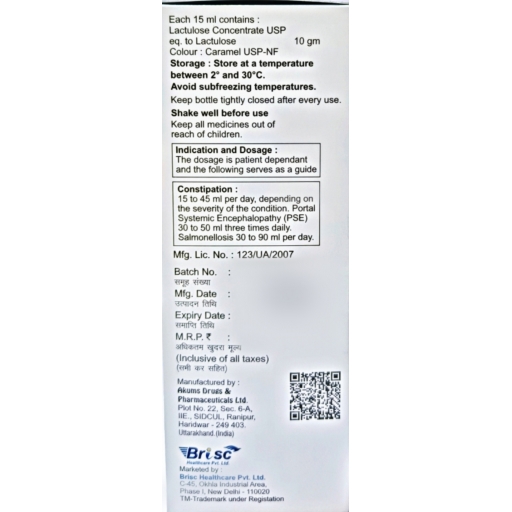 Each 15 ml contains :
Lactulose Concentrate USP
eq. to Lactulose 10 gm
Colour : Caramel USP-NF
Storage : Store at a temperature
between 2° and 30°C.
Avoid subfreezing temperatures.
Keep bottle tightly closed after every use.
Shake well before use
Keep all medicines out of
reach of children.
Indication and Dosage :
The dosage is patient dependant
and the following serves as a guide
Constipation :
15 to 45 ml per day, depending on
the severity of the condition. Portal
Systemic Encephalopathy (PSE)
30 to 50 ml three times daily.
Salmonellosis 30 to 90 ml per day.
Mfg. Lic. No. : 123/UA/2007
Batch No. :
समूह संख्या
Mfg. Date :
उत्पादन तिथि
Expiry Date :
समाप्ति तिथि
M.R.P. ₹ :
अधिकतम खुदरा मूल्य
(Inclusive of all taxes)
(सभी कर सहित)
Manufactured by :
Akums Drugs &
Pharmaceuticals Ltd.
Plot No. 22, Sec. 6-A,
IIE., SIDCUL, Ranipur,
Haridwar - 249 403.
Uttarakhand.(India)
Brisc
Healthcare Pvt. Ltd.
Marketed by :
Brisc Healthcare Pvt. Ltd.
C-45, Okhla Industrial Area,
Phase I, New Delhi - 110020
TM-Trademark under Registation